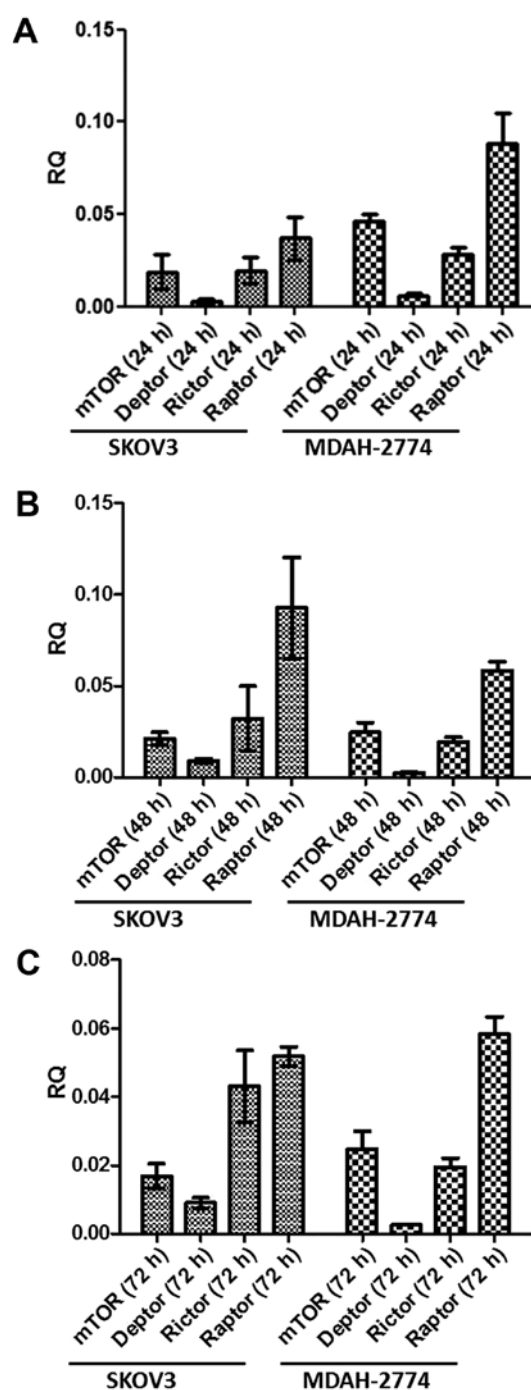 A
0.15
0.10
0.05
0.00
RQ
mTOR (24 h)
Deptor (24 h)
Rictor (24 h)
Raptor (24 h)
mTOR (24 h)
Deptor (24 h)
Rictor (24 h)
Raptor (24 h)
SKOV3
MDAH-2774
B
0.15
0.10
0.05
0.00
RQ
mTOR (48 h)
Deptor (48 h)
Rictor (48 h)
Raptor (48 h)
mTOR (48 h)
Deptor (48 h)
Rictor (48 h)
Raptor (48 h)
SKOV3
MDAH-2774
C
0.08
0.06
0.04
0.02
0.00
RQ
mTOR (72 h)
Deptor (72 h)
Rictor (72 h)
Raptor (72 h)
mTOR (72 h)
Deptor (72 h)
Rictor (72 h)
Raptor (72 h)
SKOV3
MDAH-2774